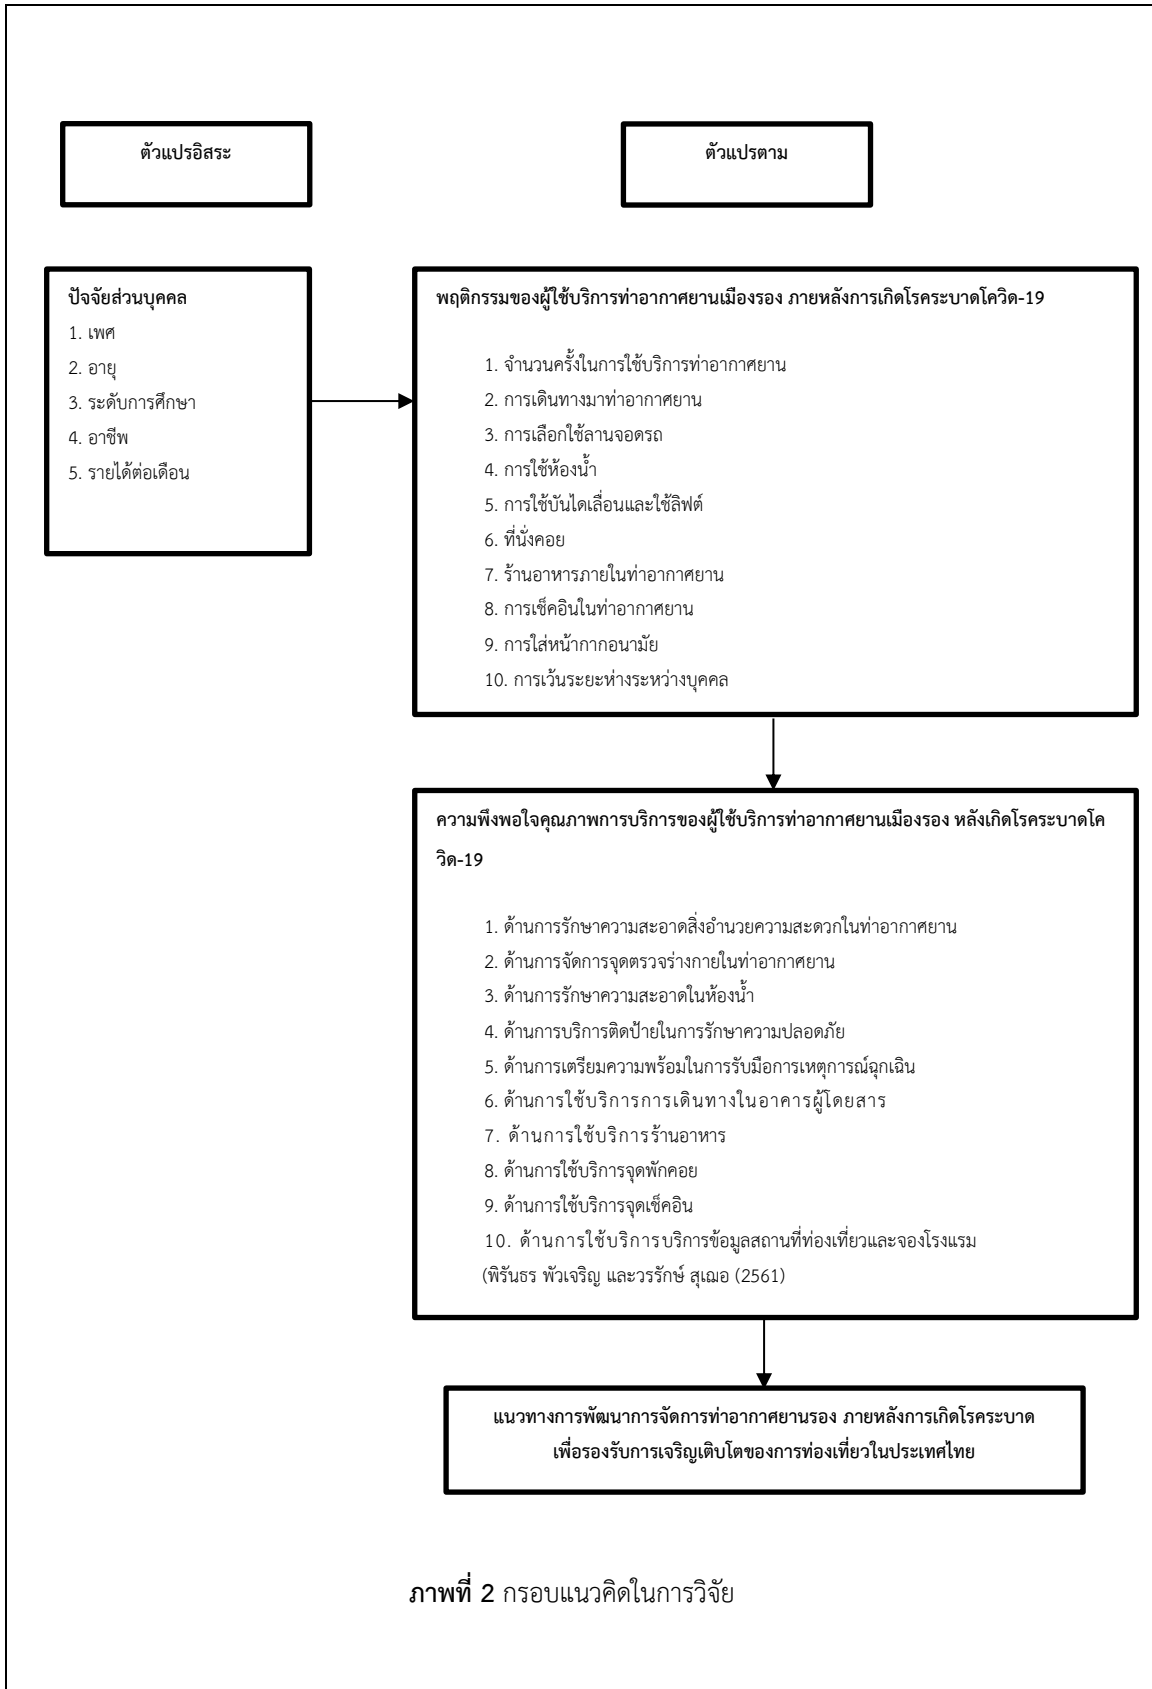 ตัวแปรอิสระ
ตัวแปรตาม
ปัจจัยส่วนบุคคล
1. เพศ
2. อายุ
3. ระดับการศึกษา
4. อาชีพ
5. รายได้ต่อเดือน
พฤติกรรมของผู้ใช้บริการท่าอากาศยานเมืองรอง ภายหลังการเกิดโรคระบาดโควิด-19
1. จำนวนครั้งในการใช้บริการท่าอากาศยาน
2. การเดินทางมาท่าอากาศยาน
3. การเลือกใช้ลานจอดรถ
4. การใช้ห้องน้ำ
5. การใช้บันไดเลื่อนและใช้ลิฟต์
6. ที่นั่งคอย
7. ร้านอาหารภายในท่าอากาศยาน
8. การเช็คอินในท่าอากาศยาน
9. การใส่หน้ากากอนามัย
10. การเว้นระยะห่างระหว่างบุคคล
ความพึงพอใจคุณภาพการบริการของผู้ใช้บริการท่าอากาศยานเมืองรอง หลังเกิดโรคระบาดโค
วิด-19
1. ด้านการรักษาความสะอาดสิ่งอำนวยความสะดวกในท่าอากาศยาน
2. ด้านการจัดการจุดตรวจร่างกายในท่าอากาศยาน
3. ด้านการรักษาความสะอาดในห้องน้ำ
4. ด้านการบริการติดป้ายในการรักษาความปลอดภัย
5. ด้านการเตรียมความพร้อมในการรับมือการเหตุการณ์ฉุกเฉิน
6. ด้านการใช้บริการการเดินทางในอาคารผู้โดยสาร
7. ด้านการใช้บริการร้านอาหาร
8. ด้านการใช้บริการจุดพักคอย
9. ด้านการใช้บริการจุดเช็คอิน
10. ด้านการใช้บริการบริการข้อมูลสถานที่ท่องเที่ยวและจองโรงแรม
(พิรันธร พัวเจริญ และวรรักษ์ สุเฌอ (2561)
แนวทางการพัฒนาการจัดการท่าอากาศยานรอง ภายหลังการเกิดโรคระบาด
เพื่อรองรับการเจริญเติบโตของการท่องเที่ยวในประเทศไทย
ภาพที่ 2 กรอบแนวคิดในการวิจัย